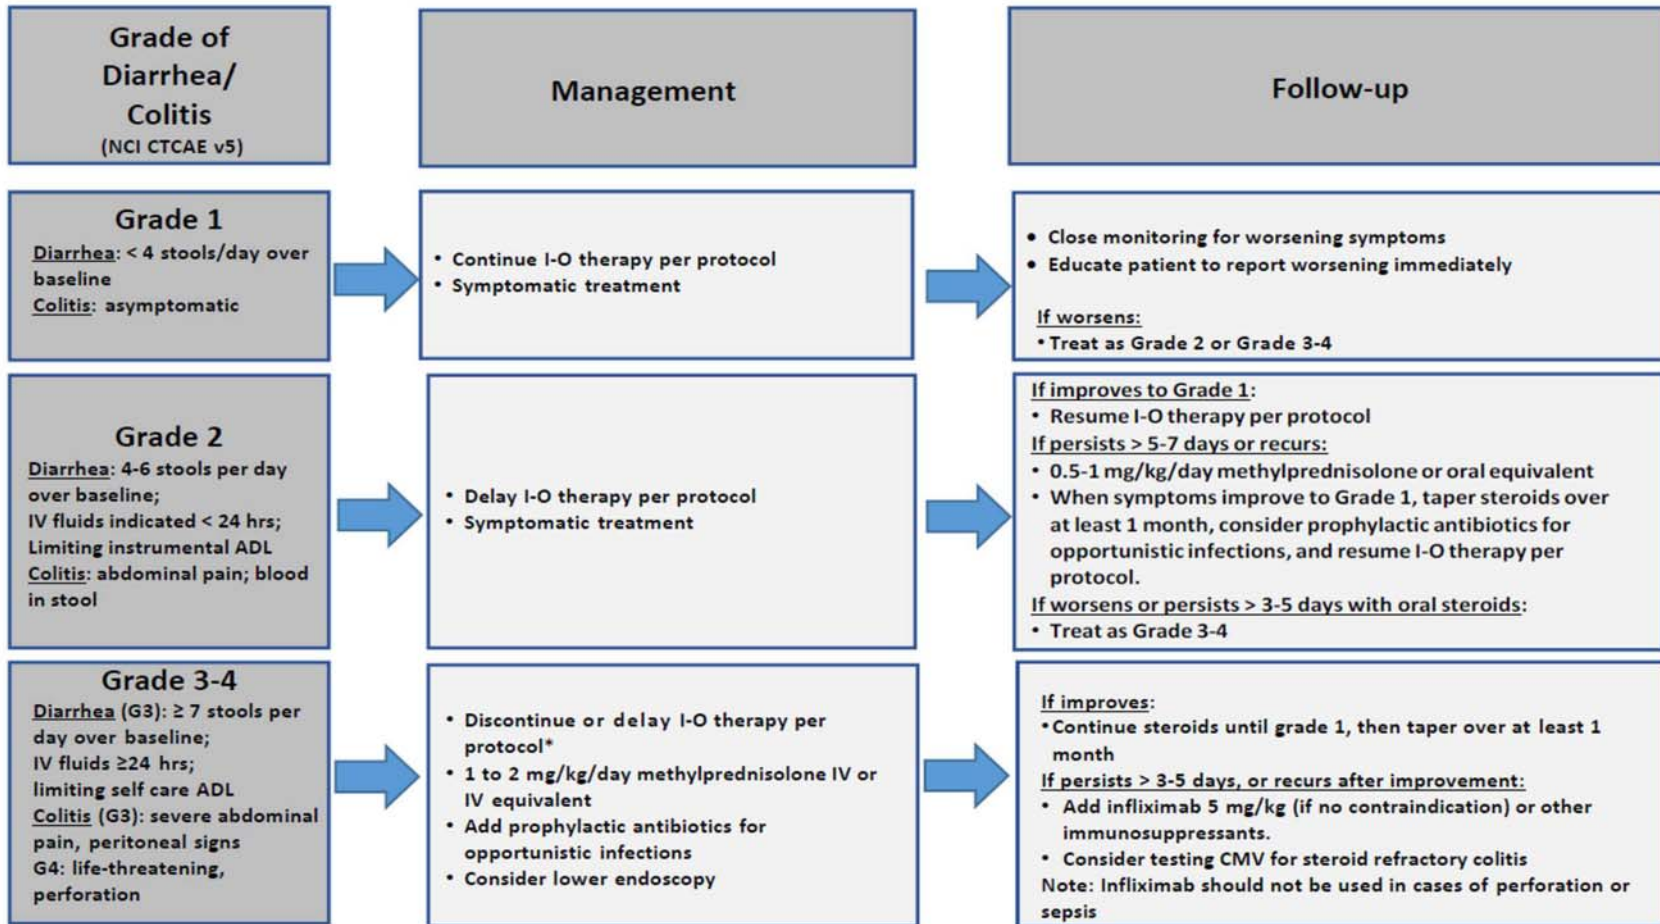 Grade of
Diarrhea/
Colitis
(NCI CTCAE v5)
Management
Follow-up
Grade 1
Diarrhea: < 4 stools/day over
baseline
Colitis: asymptomatic
• Continue I-O therapy per protocol
• Symptomatic treatment
• Close monitoring for worsening symptoms
• Educate patient to report worsening immediately
If worsens:
• Treat as Grade 2 or Grade 3-4
Grade 2
Diarrhea: 4-6 stools per day
over baseline;
IV fluids indicated < 24 hrs;
Limiting instrumental ADL
Colitis: abdominal pain; blood
in stool
• Delay I-O therapy per protocol
• Symptomatic treatment
If improves to Grade 1:
• Resume I-O therapy per protocol
If persists > 5-7 days or recurs:
• 0.5-1 mg/kg/day methylprednisolone or oral equivalent
• When symptoms improve to Grade 1, taper steroids over
at least 1 month, consider prophylactic antibiotics for
opportunistic infections, and resume I-O therapy per
protocol.
If worsens or persists > 3-5 days with oral steroids:
• Treat as Grade 3-4
Grade 3-4
Diarrhea (G3): ≥ 7 stools per
day over baseline;
IV fluids ≥24 hrs;
limiting self care ADL
Colitis (G3): severe abdominal
pain, peritoneal signs
G4: life-threatening,
perforation
• Discontinue or delay I-O therapy per
protocol*
• 1 to 2 mg/kg/day methylprednisolone IV or
IV equivalent
• Add prophylactic antibiotics for
opportunistic infections
• Consider lower endoscopy
If improves:
• Continue steroids until grade 1, then taper over at least 1
month
If persists > 3-5 days, or recurs after improvement:
• Add infliximab 5 mg/kg (if no contraindication) or other
immunosuppressants.
• Consider testing CMV for steroid refractory colitis
Note: Infliximab should not be used in cases of perforation or
sepsis